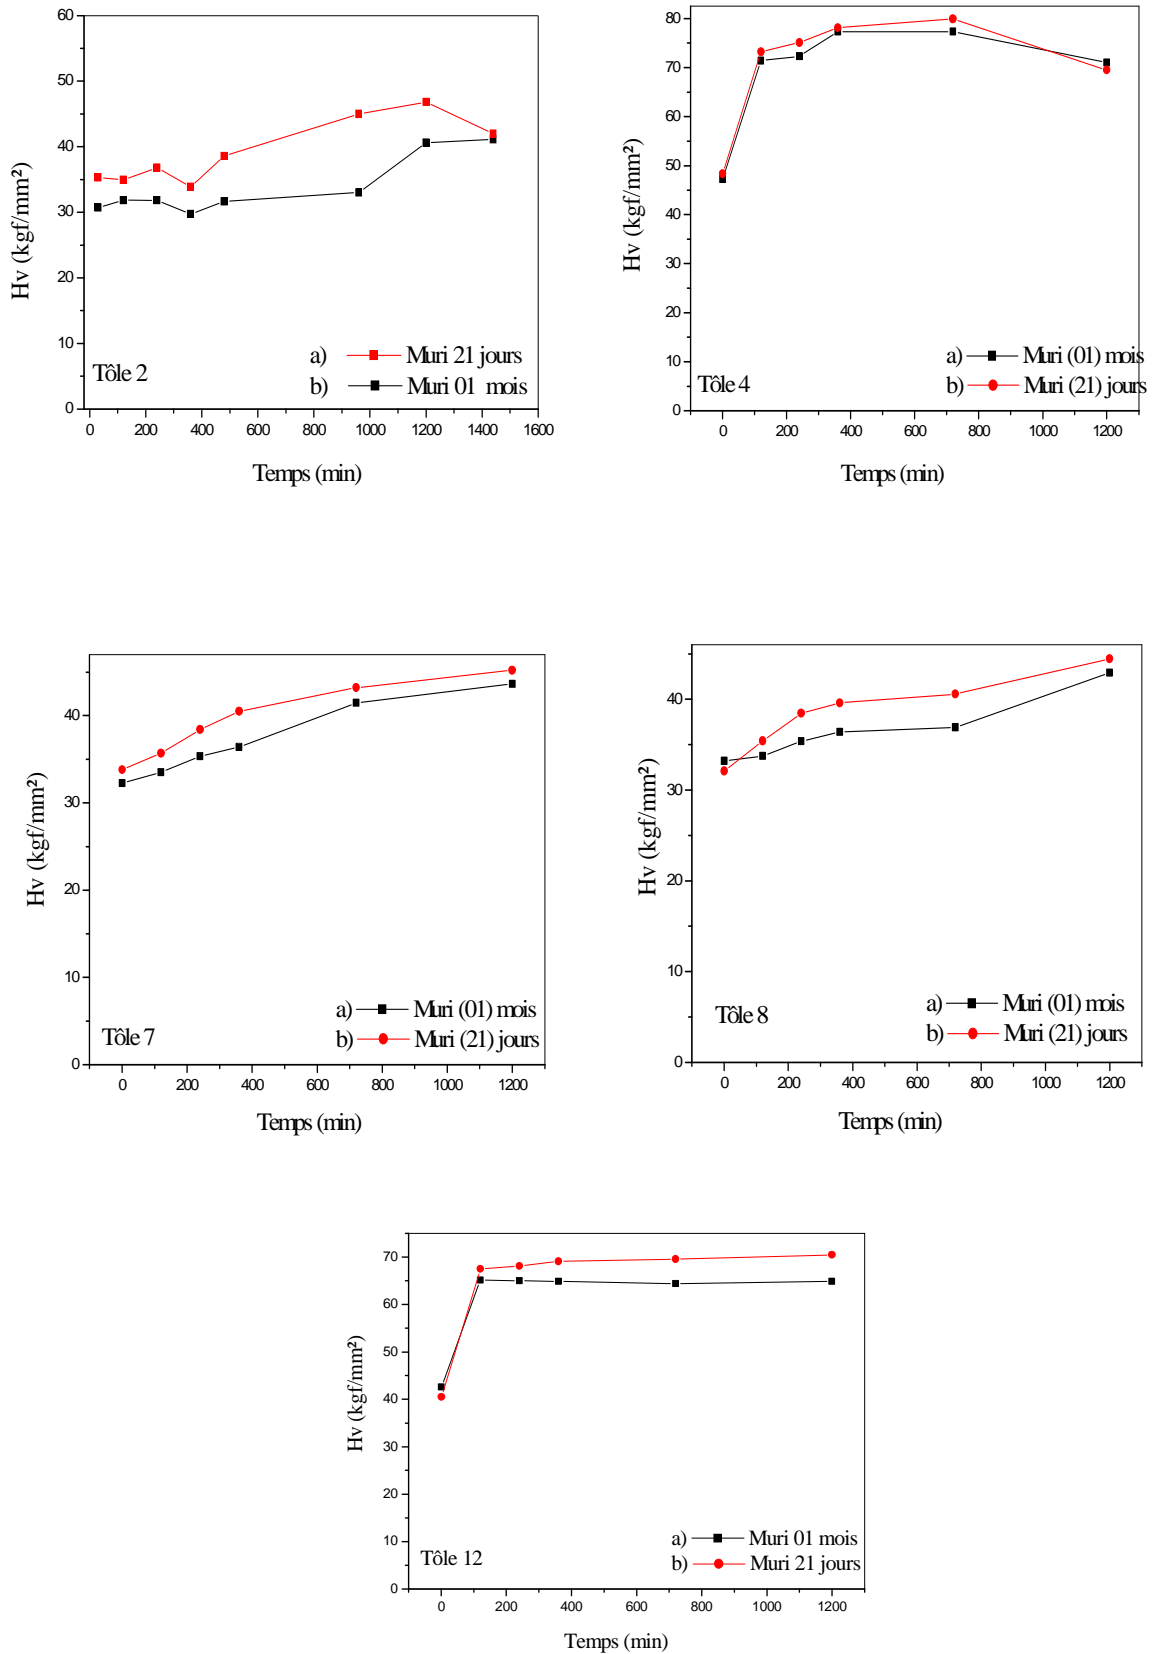 60
50
40
30
20
10
0
Hv (kgf/mm²)
a) Muri 21 jours
b) Muri 01 mois
Tôle 2
0 200 400 600 800 1000 1200 1400 1600
Temps (min)
80
70
60
50
40
30
20
10
0
Hv (kgf/mm²)
a) Muri (01) mois
b) Muri (21) jours
Tôle 4
0 200 400 600 800 1000 1200
Temps (min)
40
30
20
10
0
Hv (kgf/mm²)
a) Muri (01) mois
b) Muri (21) jours
Tôle 7
0 200 400 600 800 1000 1200
Temps (min)
40
30
20
10
0
Hv (kgf/mm²)
a) Muri (01) mois
b) Muri (21) jours
Tôle 8
0 200 400 600 800 1000 1200
Temps (min)
70
60
50
40
30
20
10
0
Hv (kgf/mm²)
a) Muri 01 mois
b) Muri 21 jours
Tôle 12
0 200 400 600 800 1000 1200
Temps (min)